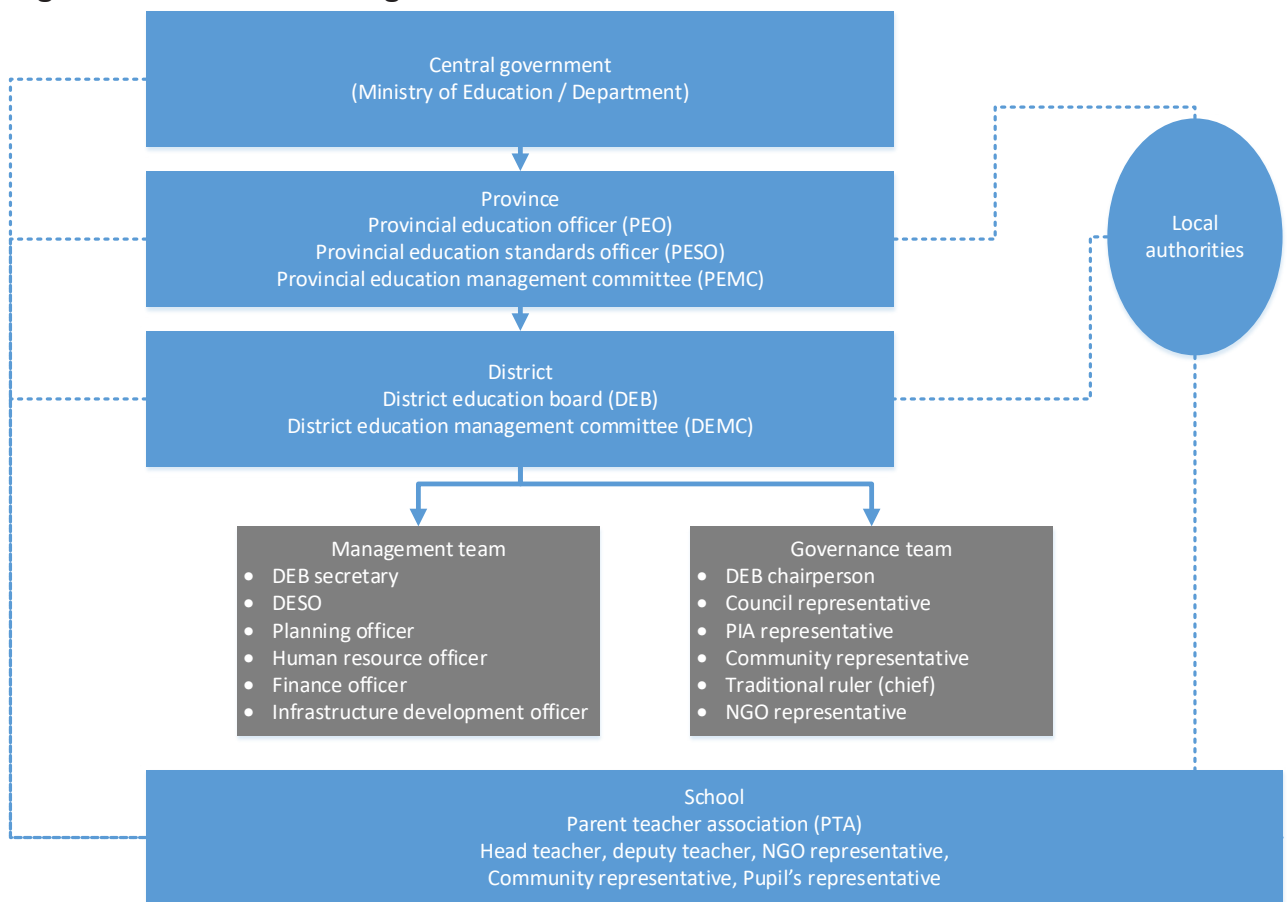 Central government
(Ministry of Education / Department)
Province
Provincial education officer (PEO)
Provincial education standards officer (PESO)
Provincial education management committee (PEMC)
Local
authorities
District
District education board (DEB)
District education management committee (DEMC)
Management team
• DEB secretary
• DESO
• Planning officer
• Human resource officer
• Finance officer
• Infrastructure development officer
Governance team
• DEB chairperson
• Council representative
• PIA representative
• Community representative
• Traditional ruler (chief)
• NGO representative
School
Parent teacher association (PTA)
Head teacher, deputy teacher, NGO representative,
Community representative, Pupil’s representative